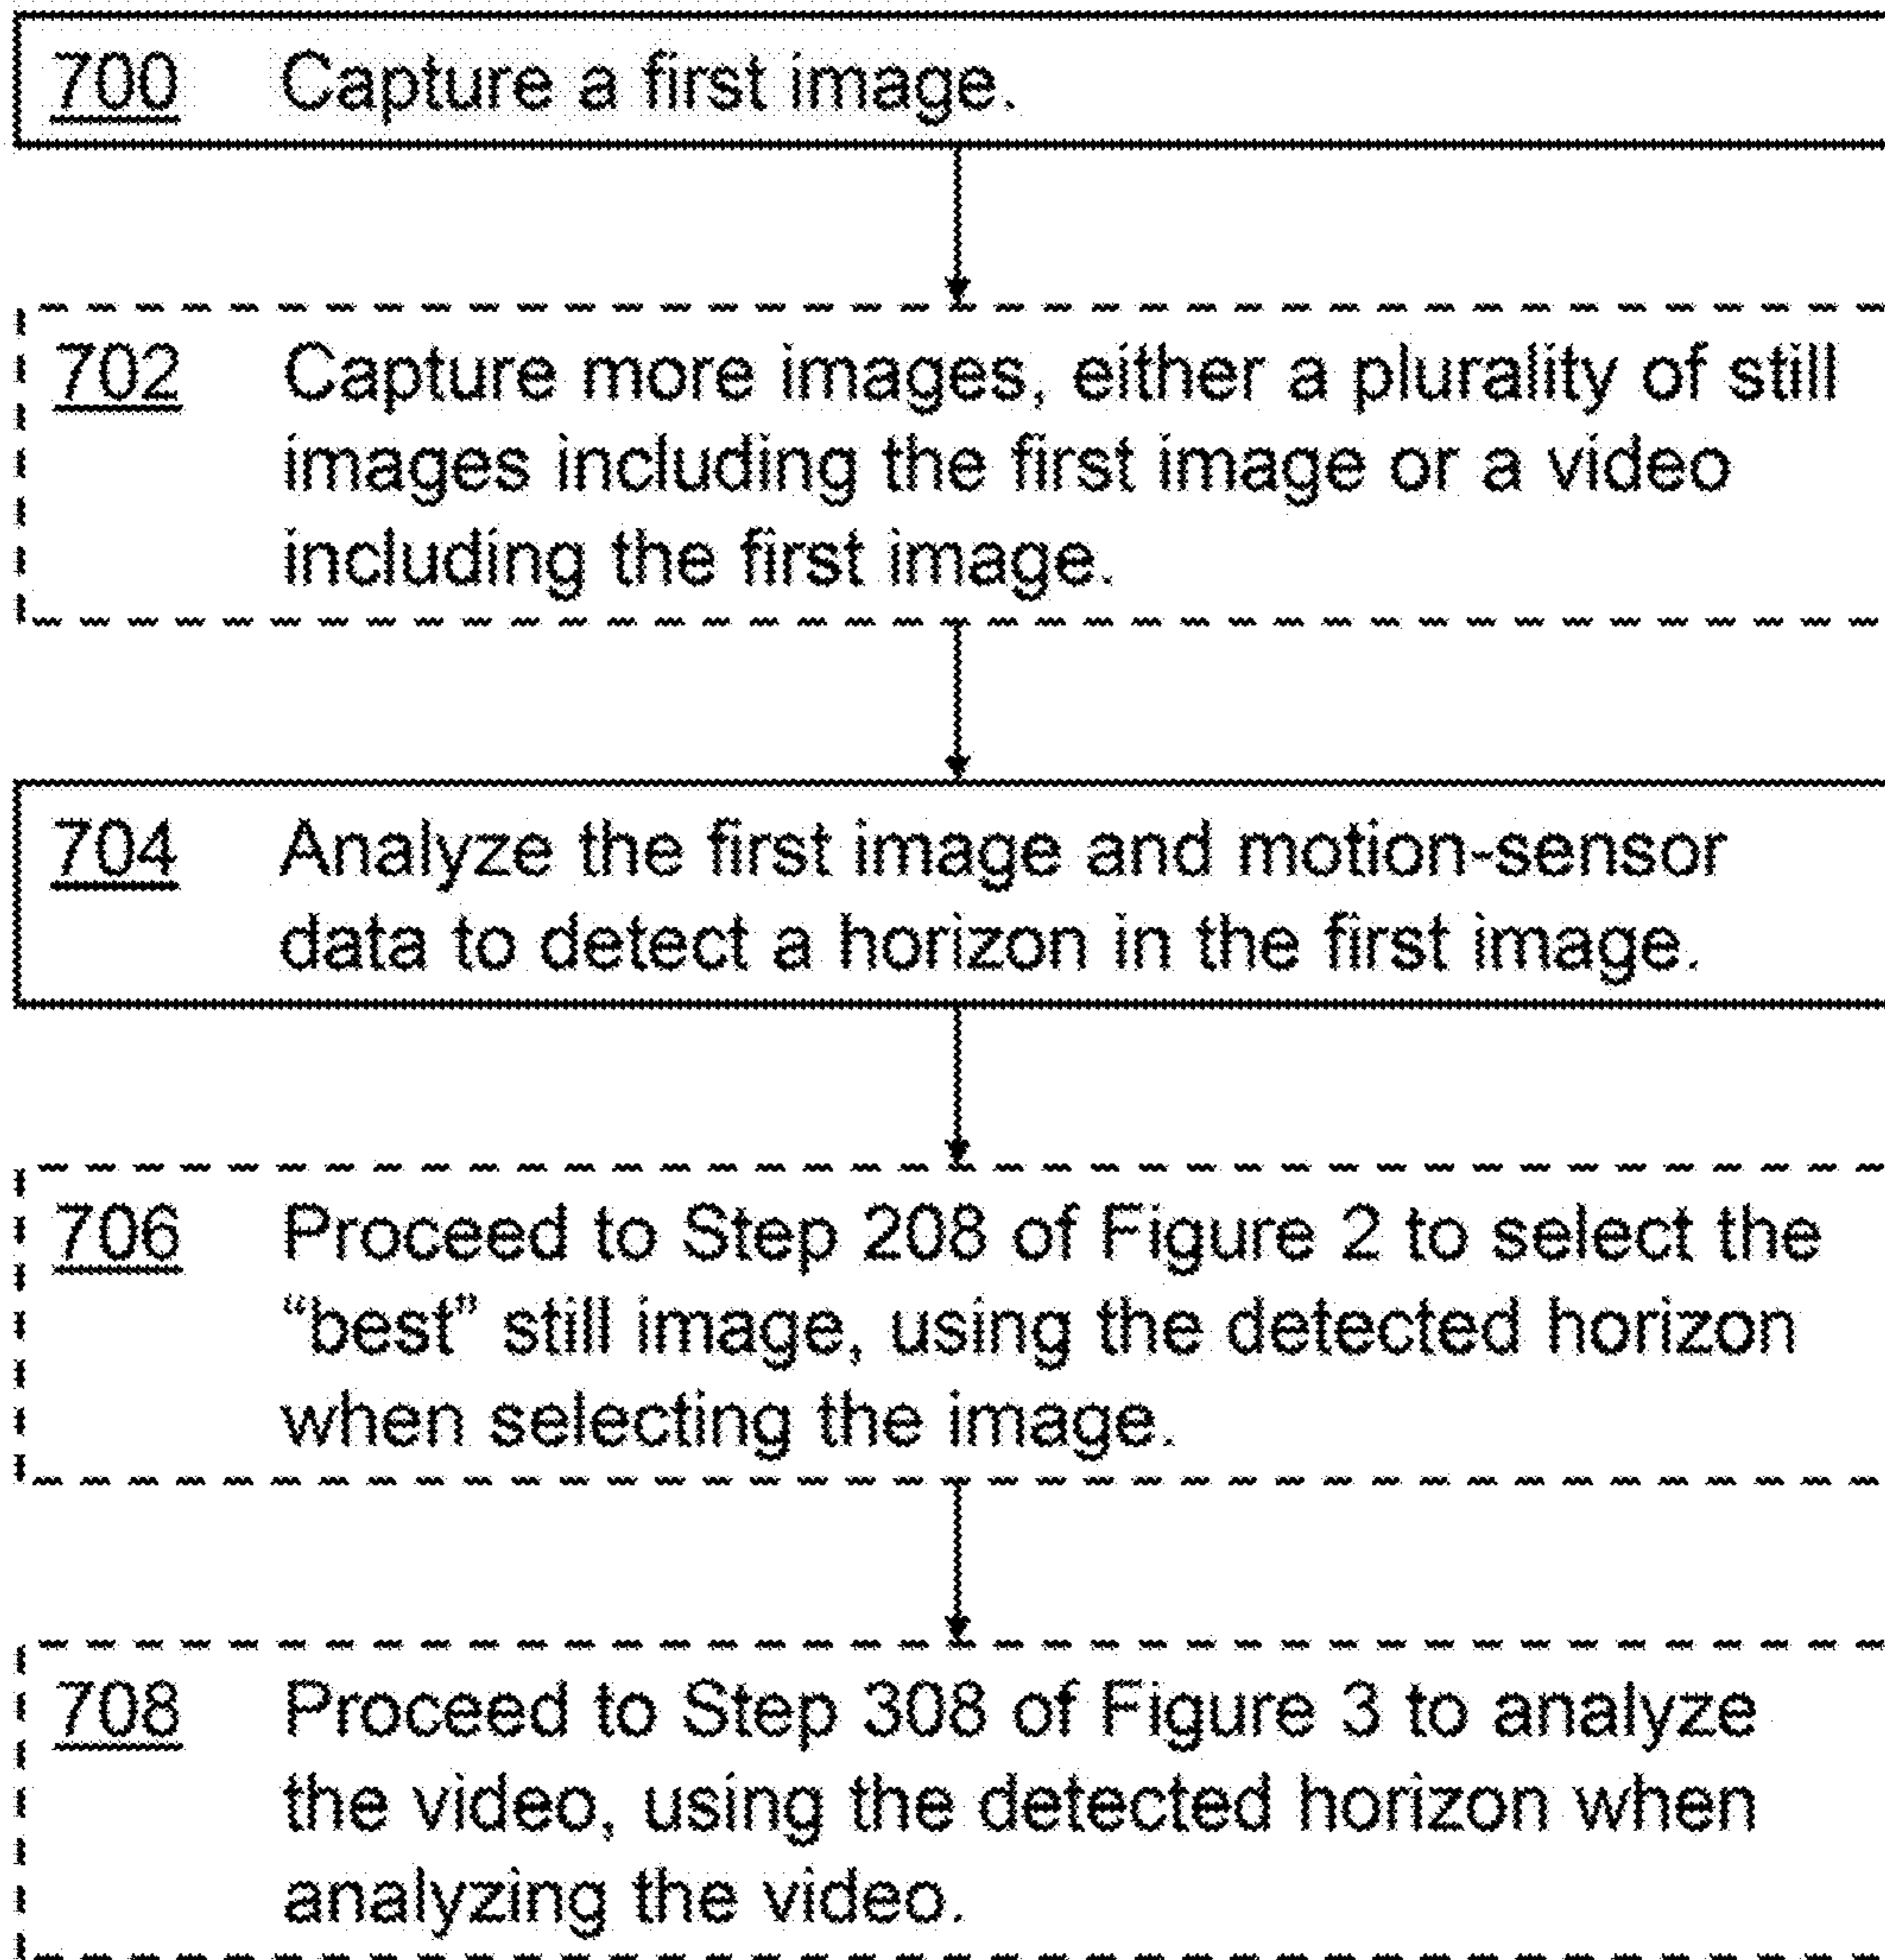 700 Capture a first image.
702 Capture more images, either a plurality of still
images including the first image or a video
including the first image.
704 Analyze the first image and motion-sensor
data to detect a horizon in the first image.
706 Proceed to Step 208 of Figure 2 to select the
“best” still image, using the detected horizon
when selecting the image.
708 Proceed to Step 308 of Figure 3 to analyze
the video, using the detected horizon when
analyzing the video.